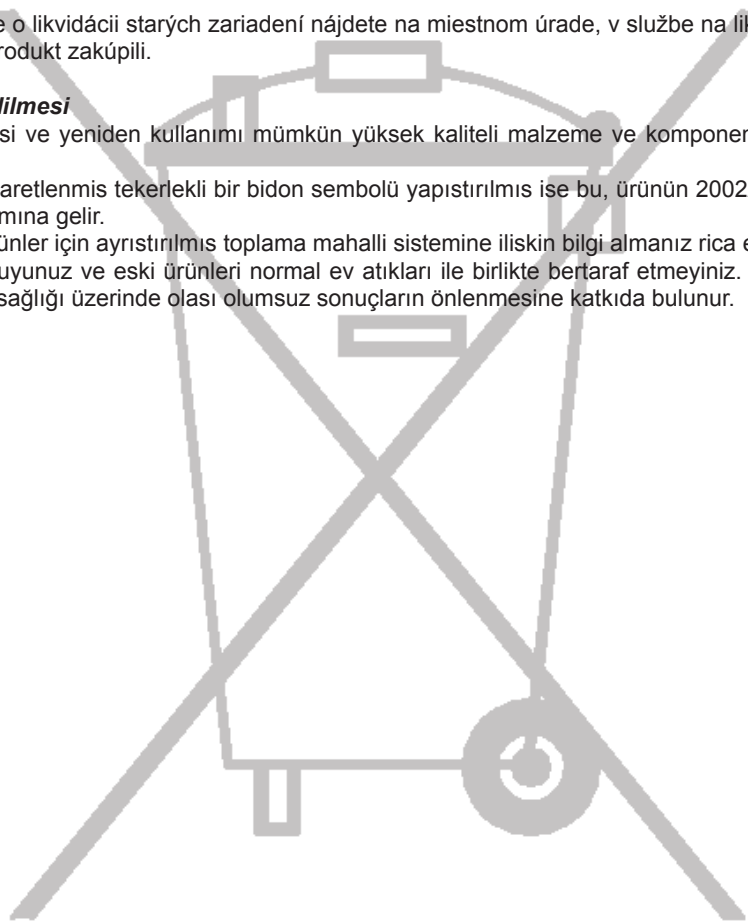 e o likvidácii starých zariadení nájdete na miestnom úrade, v službe na lik
rodukt zakúpili.
dilmesi
si ve yeniden kullanımı mümkün yüksek kaliteli malzeme ve komponen
aretlenmis tekerlekli bir bidon sembolü yapıstırılmıs ise bu, ürünün 2002
mına gelir.
ünler için ayrıstırılmıs toplama mahalli sistemine iliskin bilgi almanız rica e
uyunuz ve eski ürünleri normal ev atıkları ile birlikte bertaraf etmeyiniz.
sağlığı üzerinde olası olumsuz sonuçların önlenmesine katkıda bulunur.